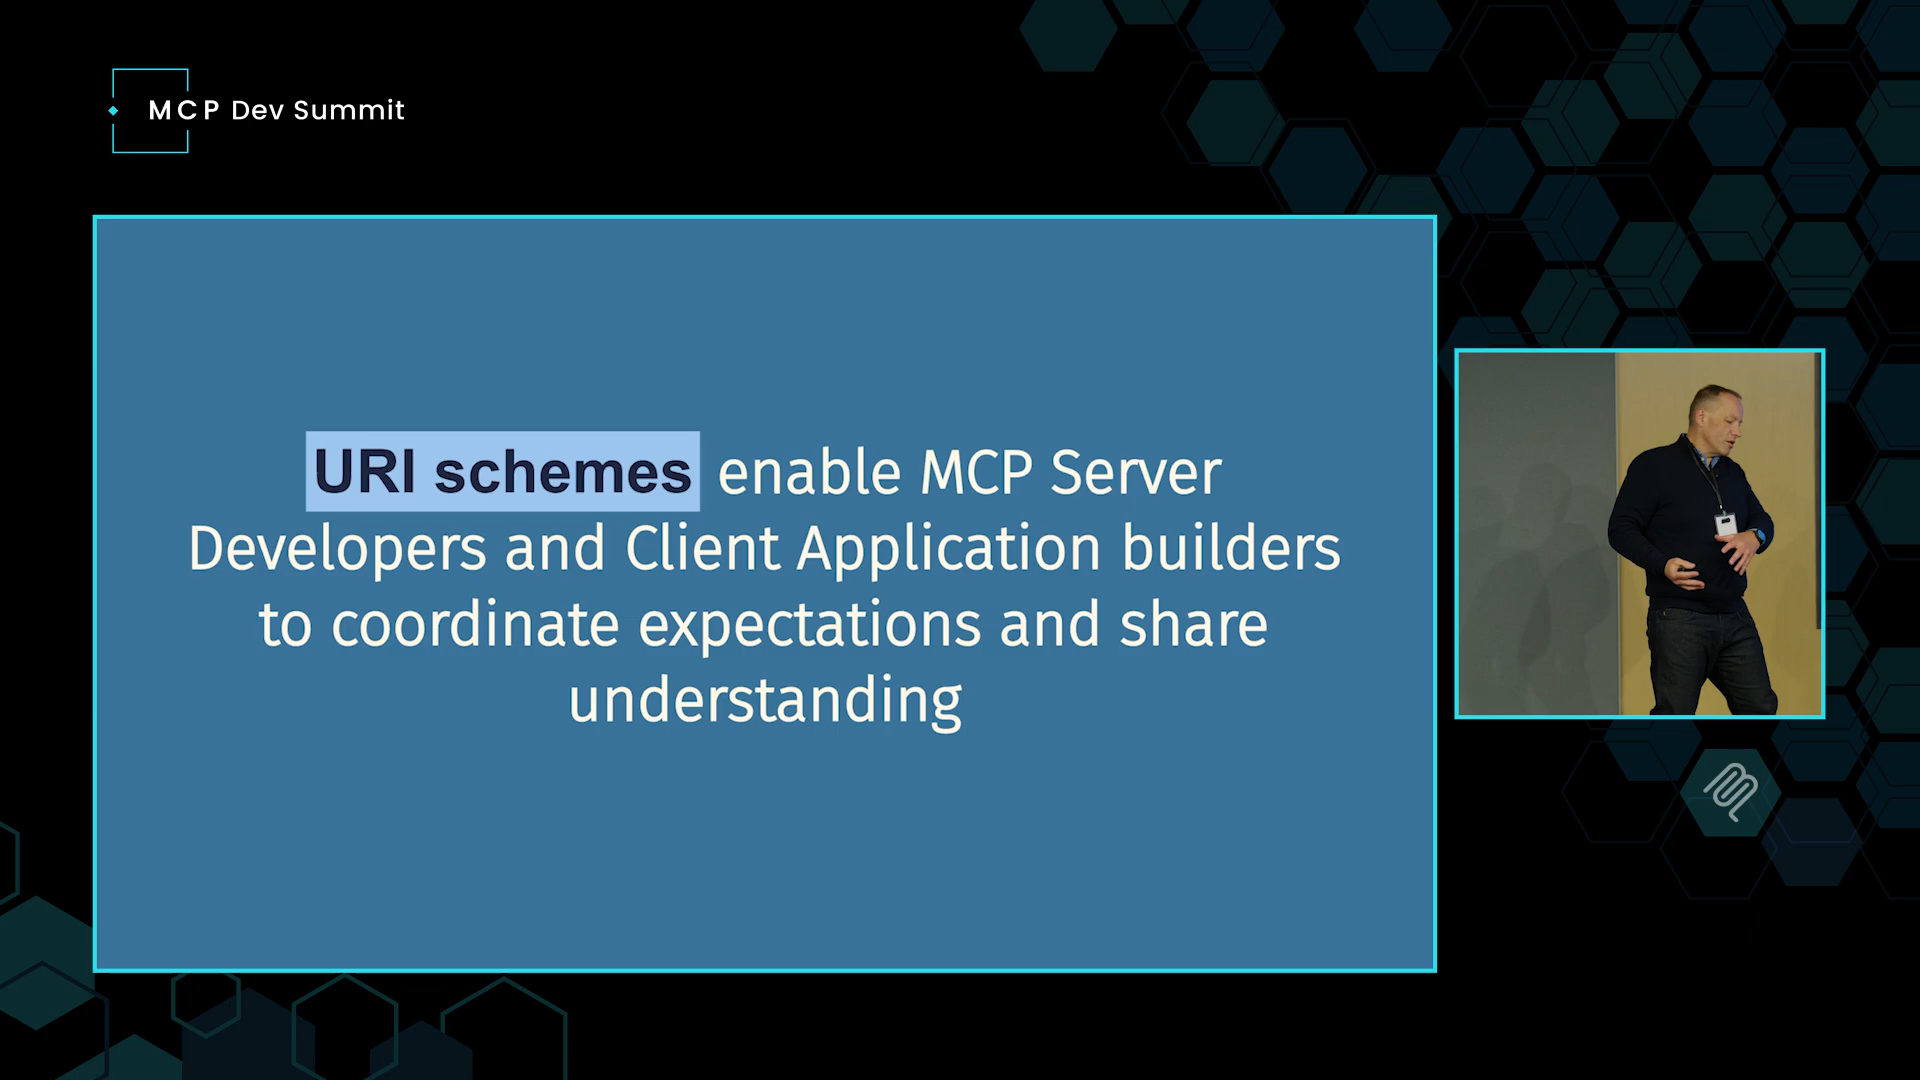 MCP Dev Summit
URI schemes enable MCP Server
Developers and Client Application builders
to coordinate expectations and share
understanding